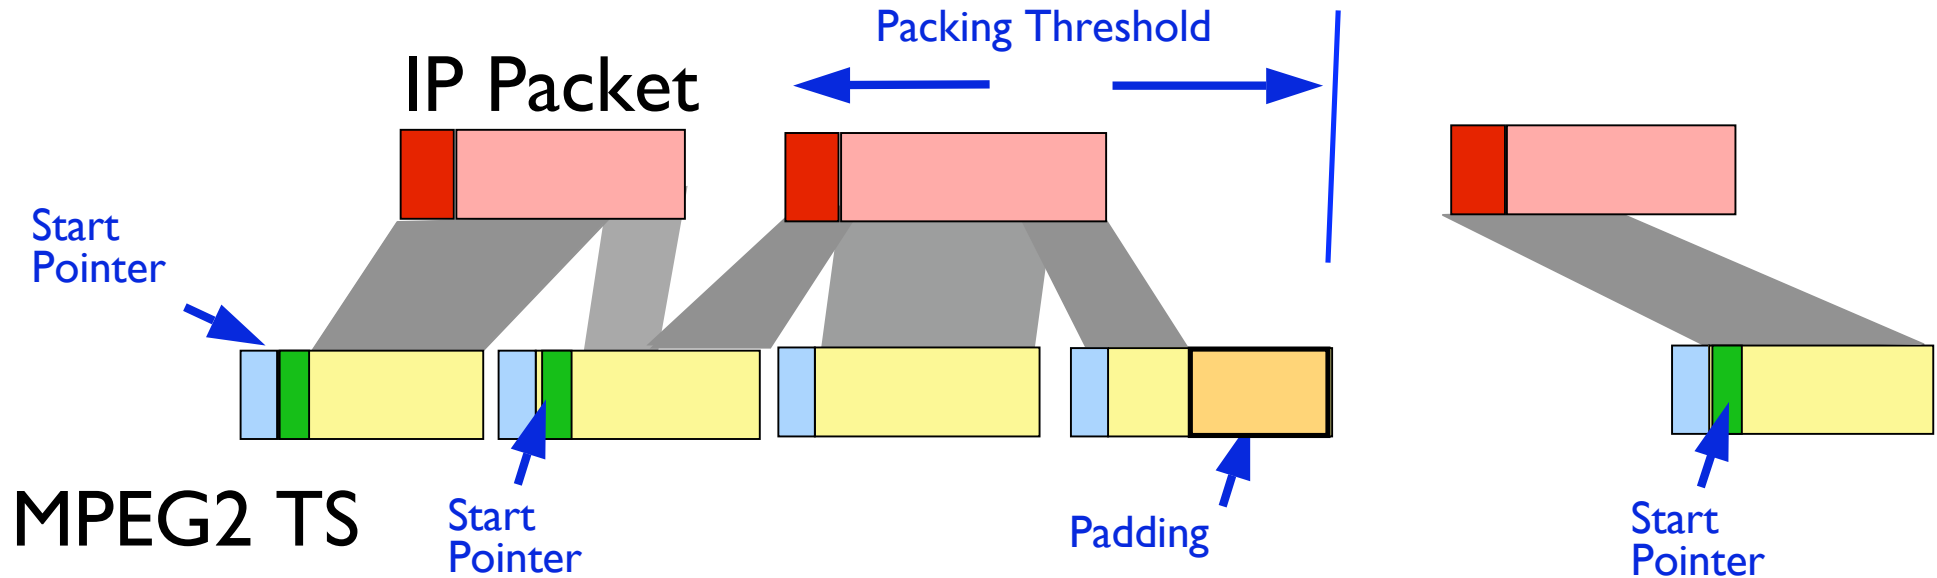 Packing Threshold
IP Packet
Start
Pointer
MPEG2 TS
Start
Pointer
Padding
Start
Pointer